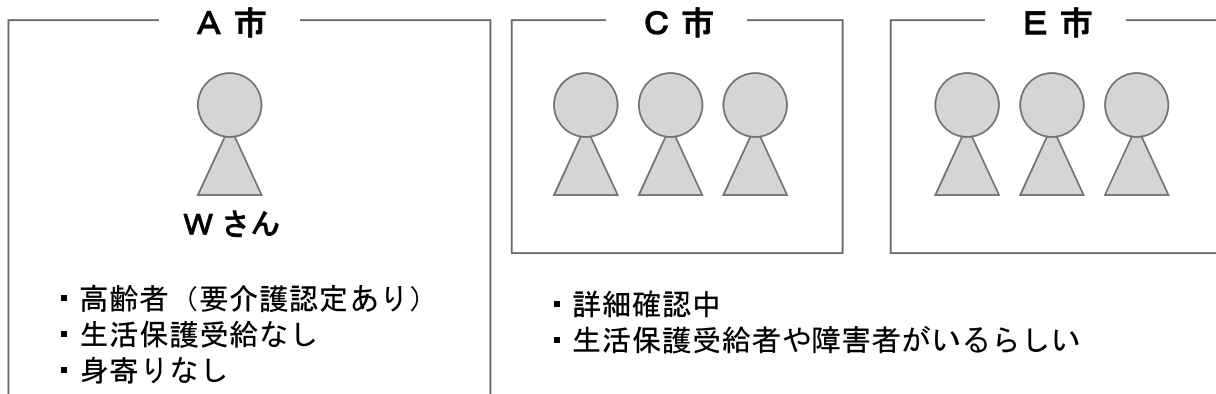 A 市
C 市
E 市
W さん
・高齢者（要介護認定あり）
・生活保護受給なし
・身寄りなし
・詳細確認中
・生活保護受給者や障害者がいるらしい